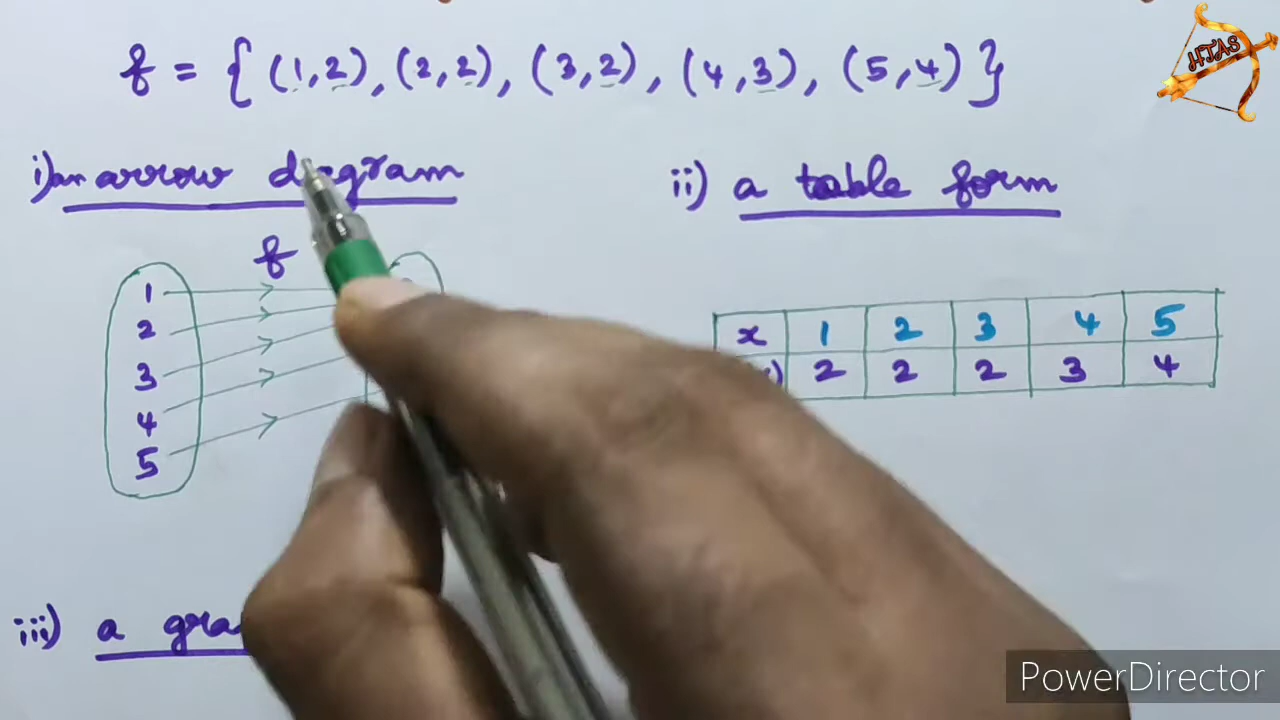 f = { (1,2), (2,2), (3,2), (4,3), (5,4) }
HTAS
i) an arrow diagram
ii) a table form
f
1
2
3
4
5
x 1 2 3 4 5
2 2 2 3 4
iii) a
PowerDirector